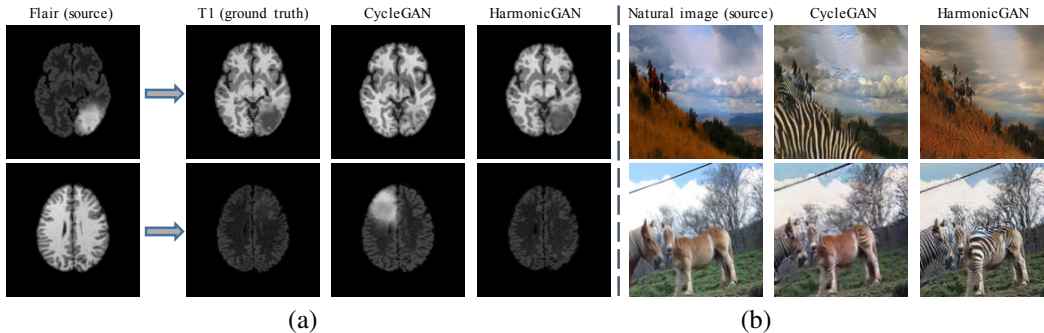 Flair (source) T1 (ground truth) CycleGAN HarmonicGAN Natural image (source) CycleGAN HarmonicGAN
(a) (b)